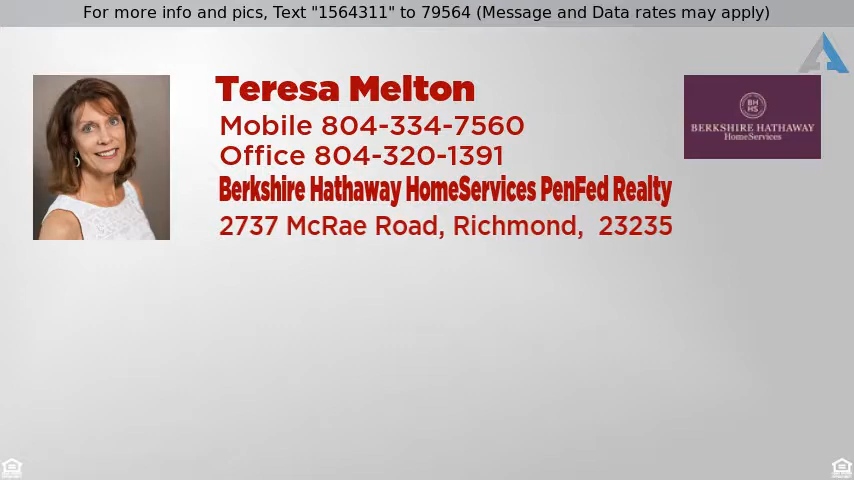 For more info and pics, Text "1564311" to 79564 (Message and Data rates may apply)
Teresa Melton
Mobile 804-334-7560
Office 804-320-1391
Berkshire Hathaway HomeServices PenFed Realty
2737 McRae Road, Richmond,  23235
BH
HS
BERKSHIRE HATHAWAY
HomeServices